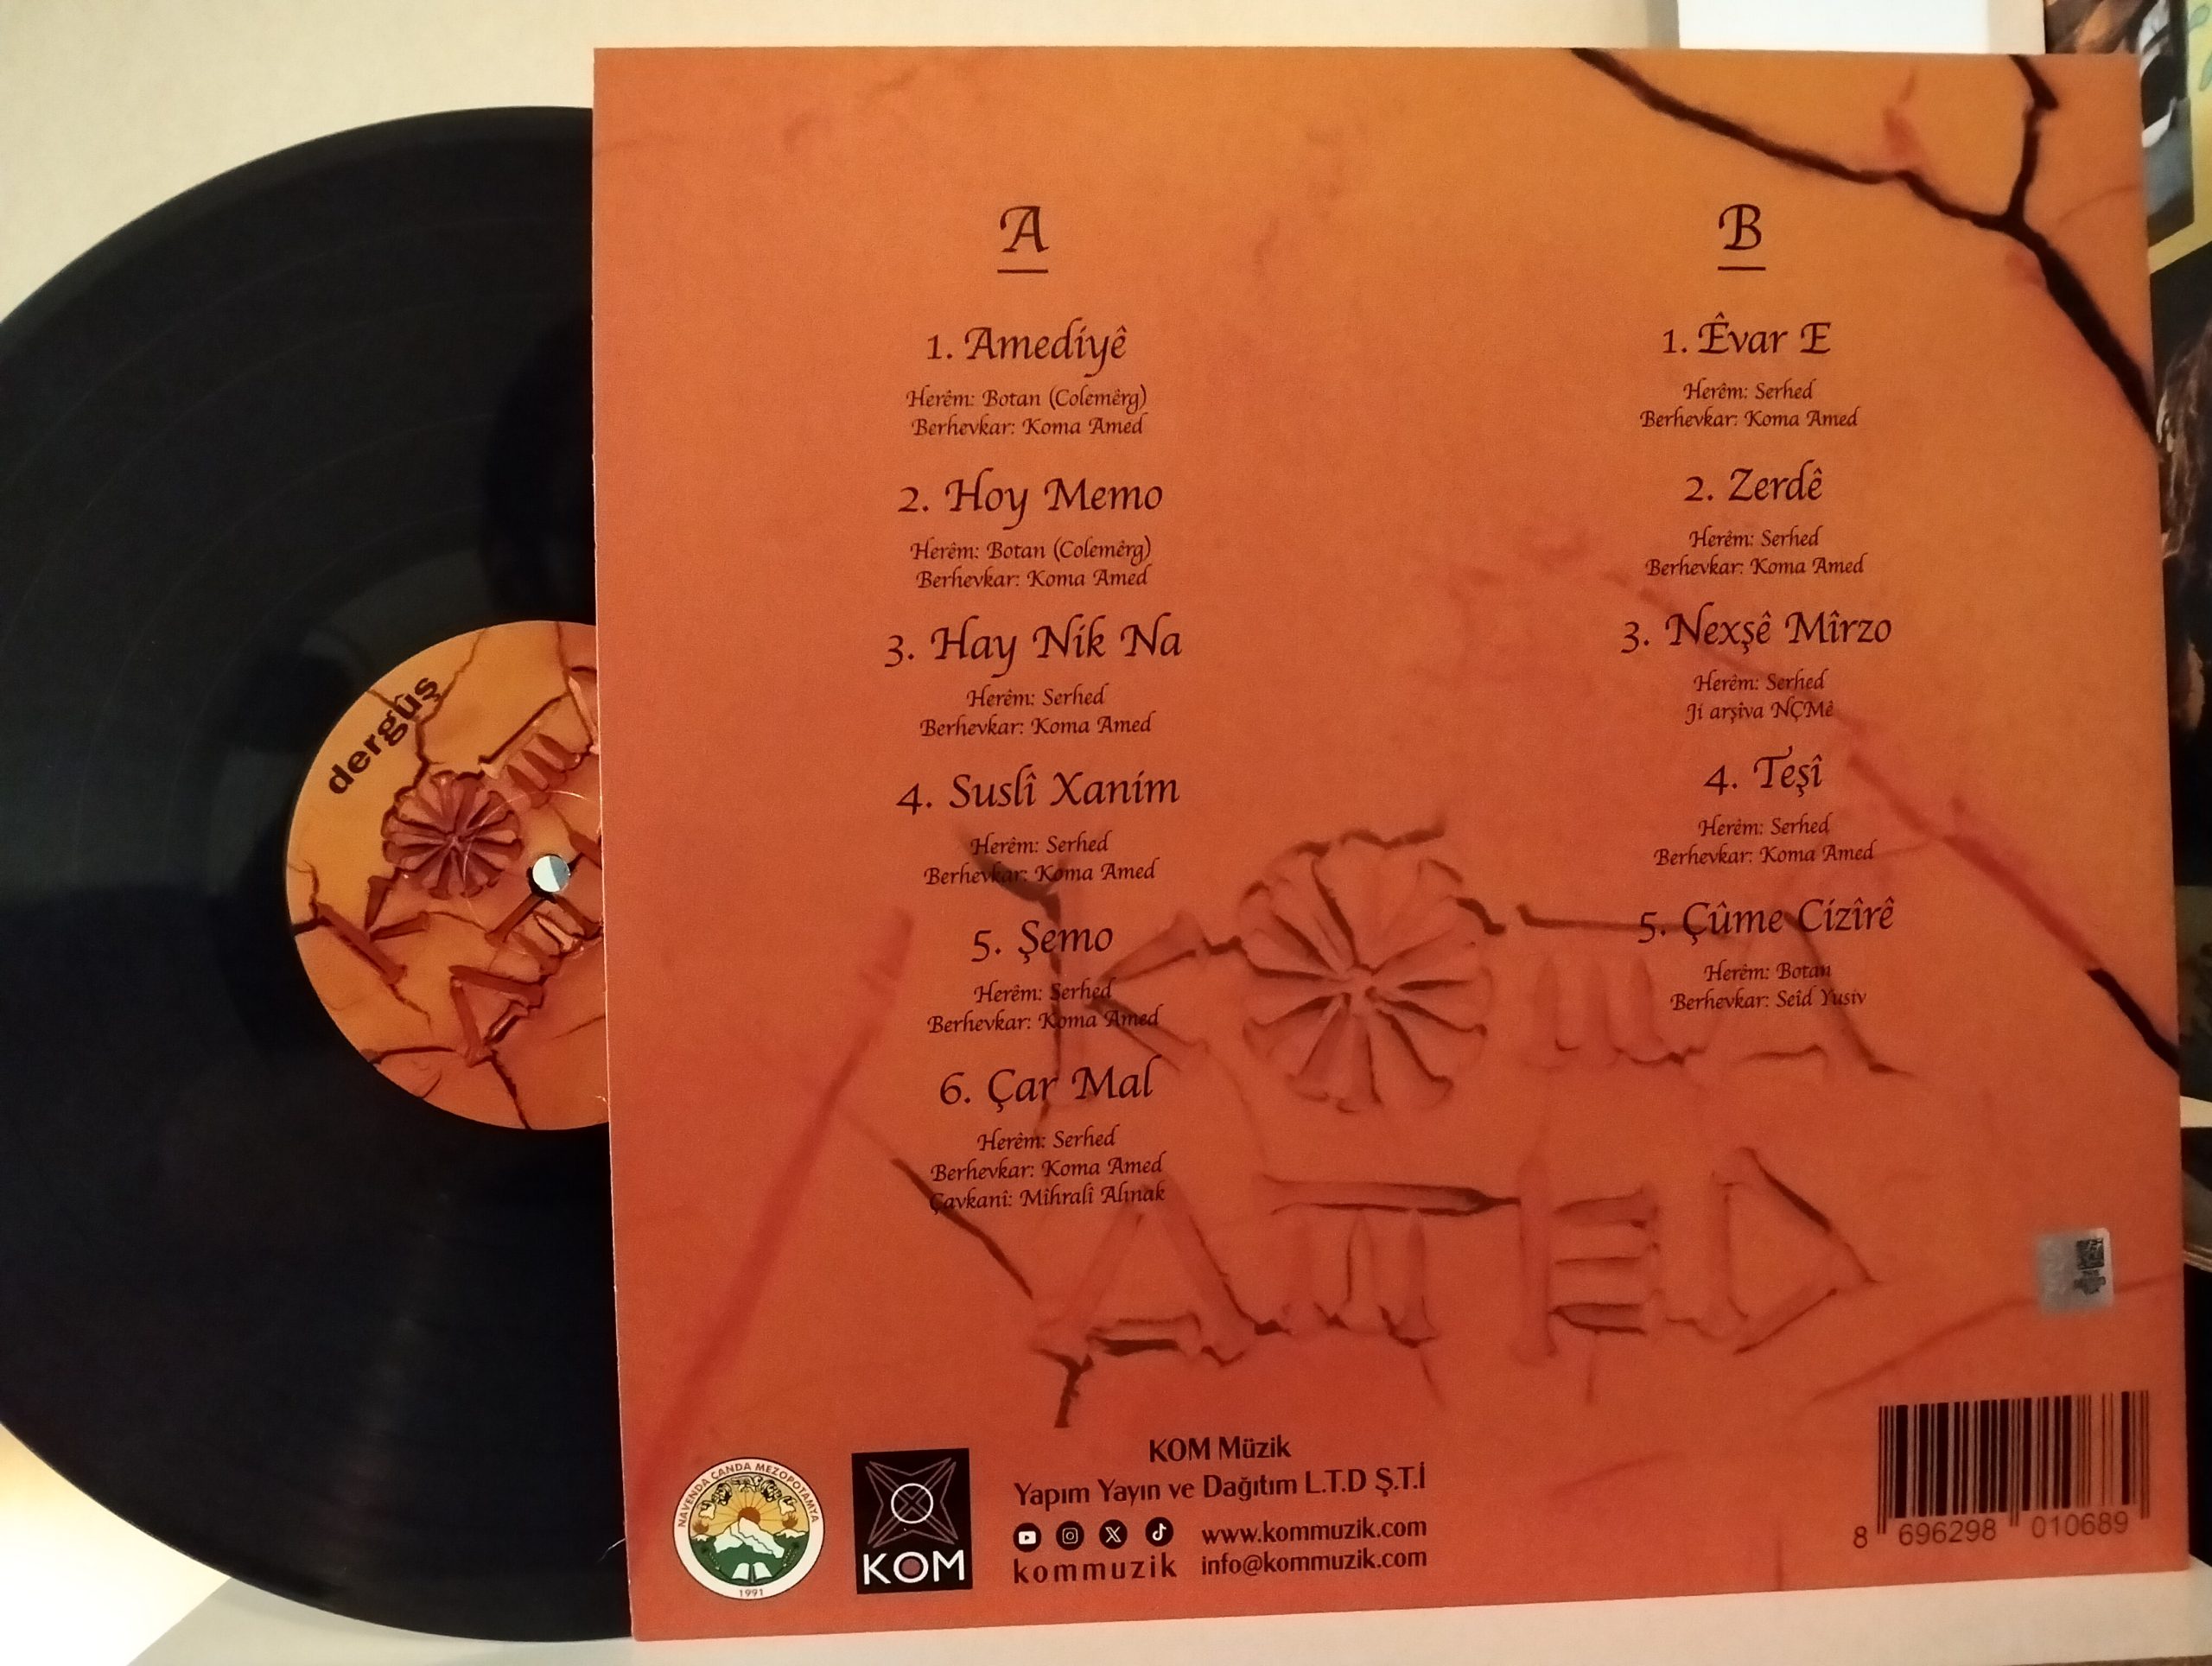 dergûş
A
1. Amediyê
Herêm: Botan (Colemêrg)
Berhevkar: Koma Amed
2. Hoy Memo
Herêm: Botan (Colemêrg)
Berhevkar: Koma Amed
3. Hay Nik Na
Herêm: Serhed
Berhevkar: Koma Amed
4. Suslî Xanim
Herêm: Serhed
Berhevkar: Koma Amed
5. Şemo
Herêm: Serhed
Berhevkar: Koma Amed
6. Çar Mal
Herêm: Serhed
Berhevkar: Koma Amed
Çavkanî: Mîhralî Alınak
B
1. Êvar E
Herêm: Serhed
Berhevkar: Koma Amed
2. Zerdê
Herêm: Serhed
Berhevkar: Koma Amed
3. Nexşê Mîrzo
Herêm: Serhed
Ji arşîva NÇMê
4. Teşî
Herêm: Serhed
Berhevkar: Koma Amed
5. Çûme Cizîrê
Herêm: Botan
Berhevkar: Seîd Yusiv
KOMA
AMED
NAVENDA ÇANDA MEZOPOTAMYA
1991
KOM
KOM Müzik
Yapım Yayın ve Dağıtım L.T.D Ş.T.İ
kommuzik
www.kommuzik.com
info@kommuzik.com
8 696298 010689